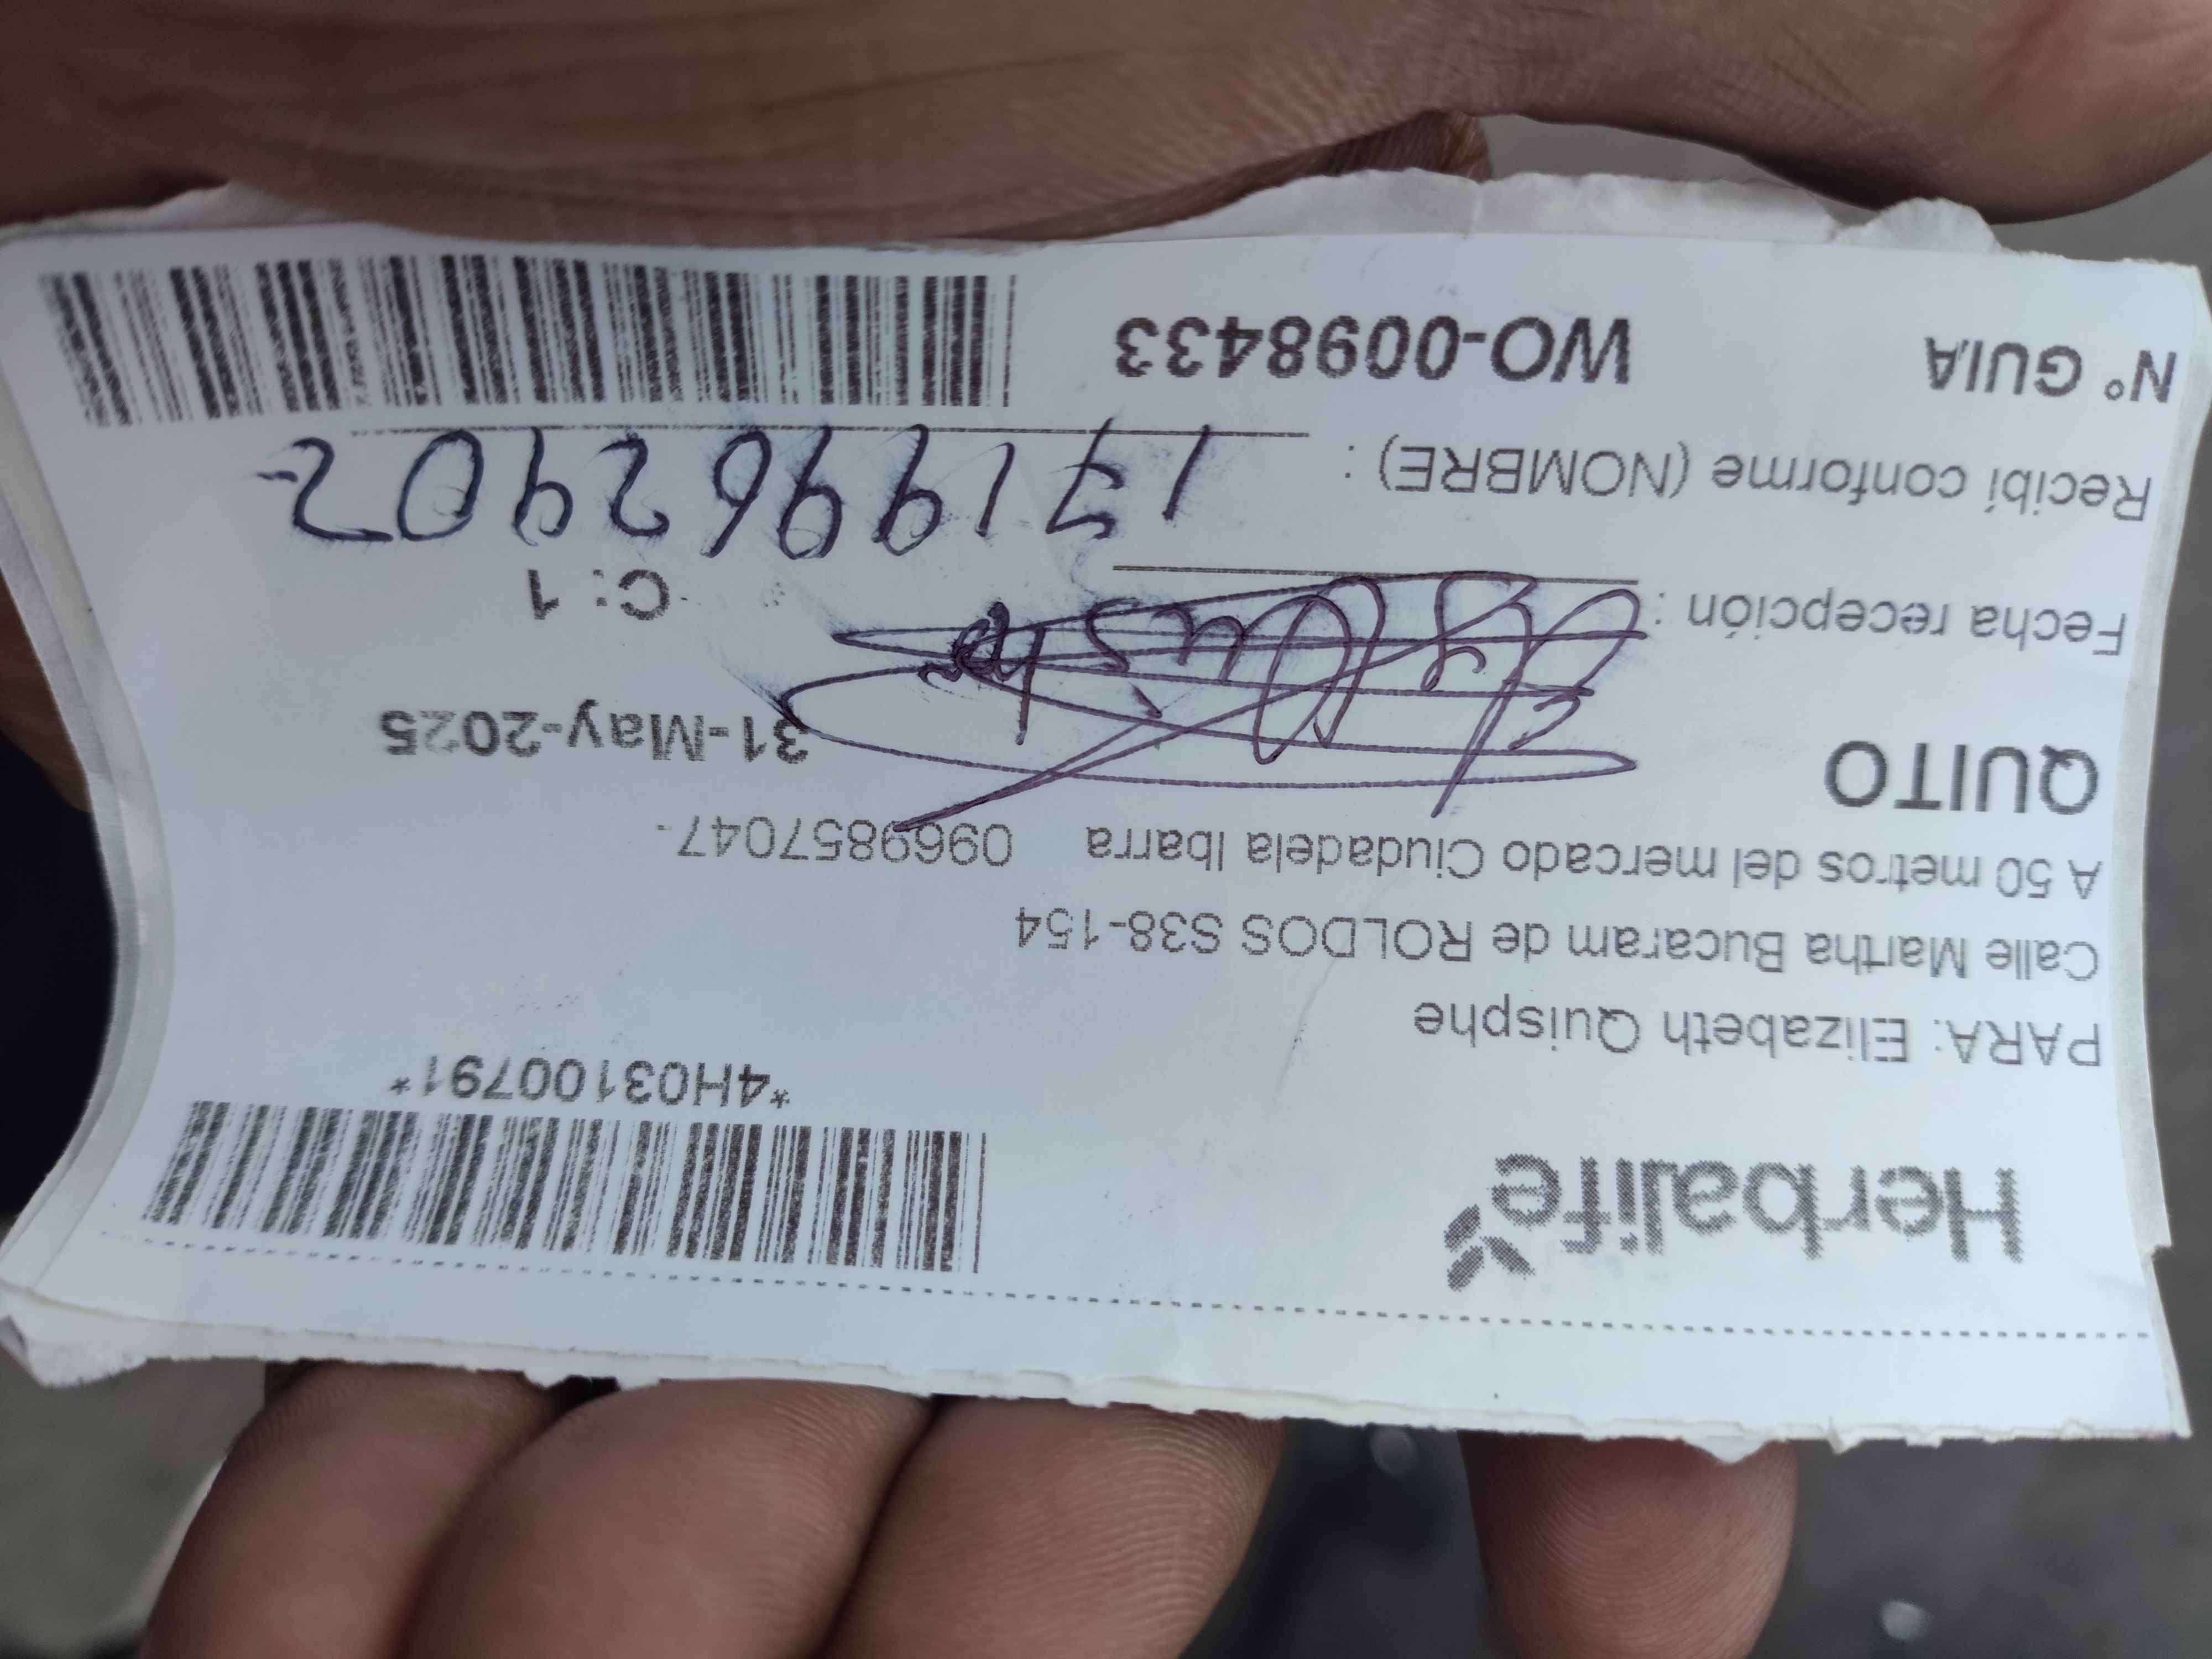 Herbalife
*4H03100791*
PARA: Elizabeth Quisphe
Calle Martha Bucaram de ROLDOS S38-154
A 50 metros del mercado Ciudadela Ibarra 0969857047-
QUITO 31-May-2025
Fecha recepción : C: 1
Recibí conforme (NOMBRE) : 1719962902
N° GUIA WO-0098433